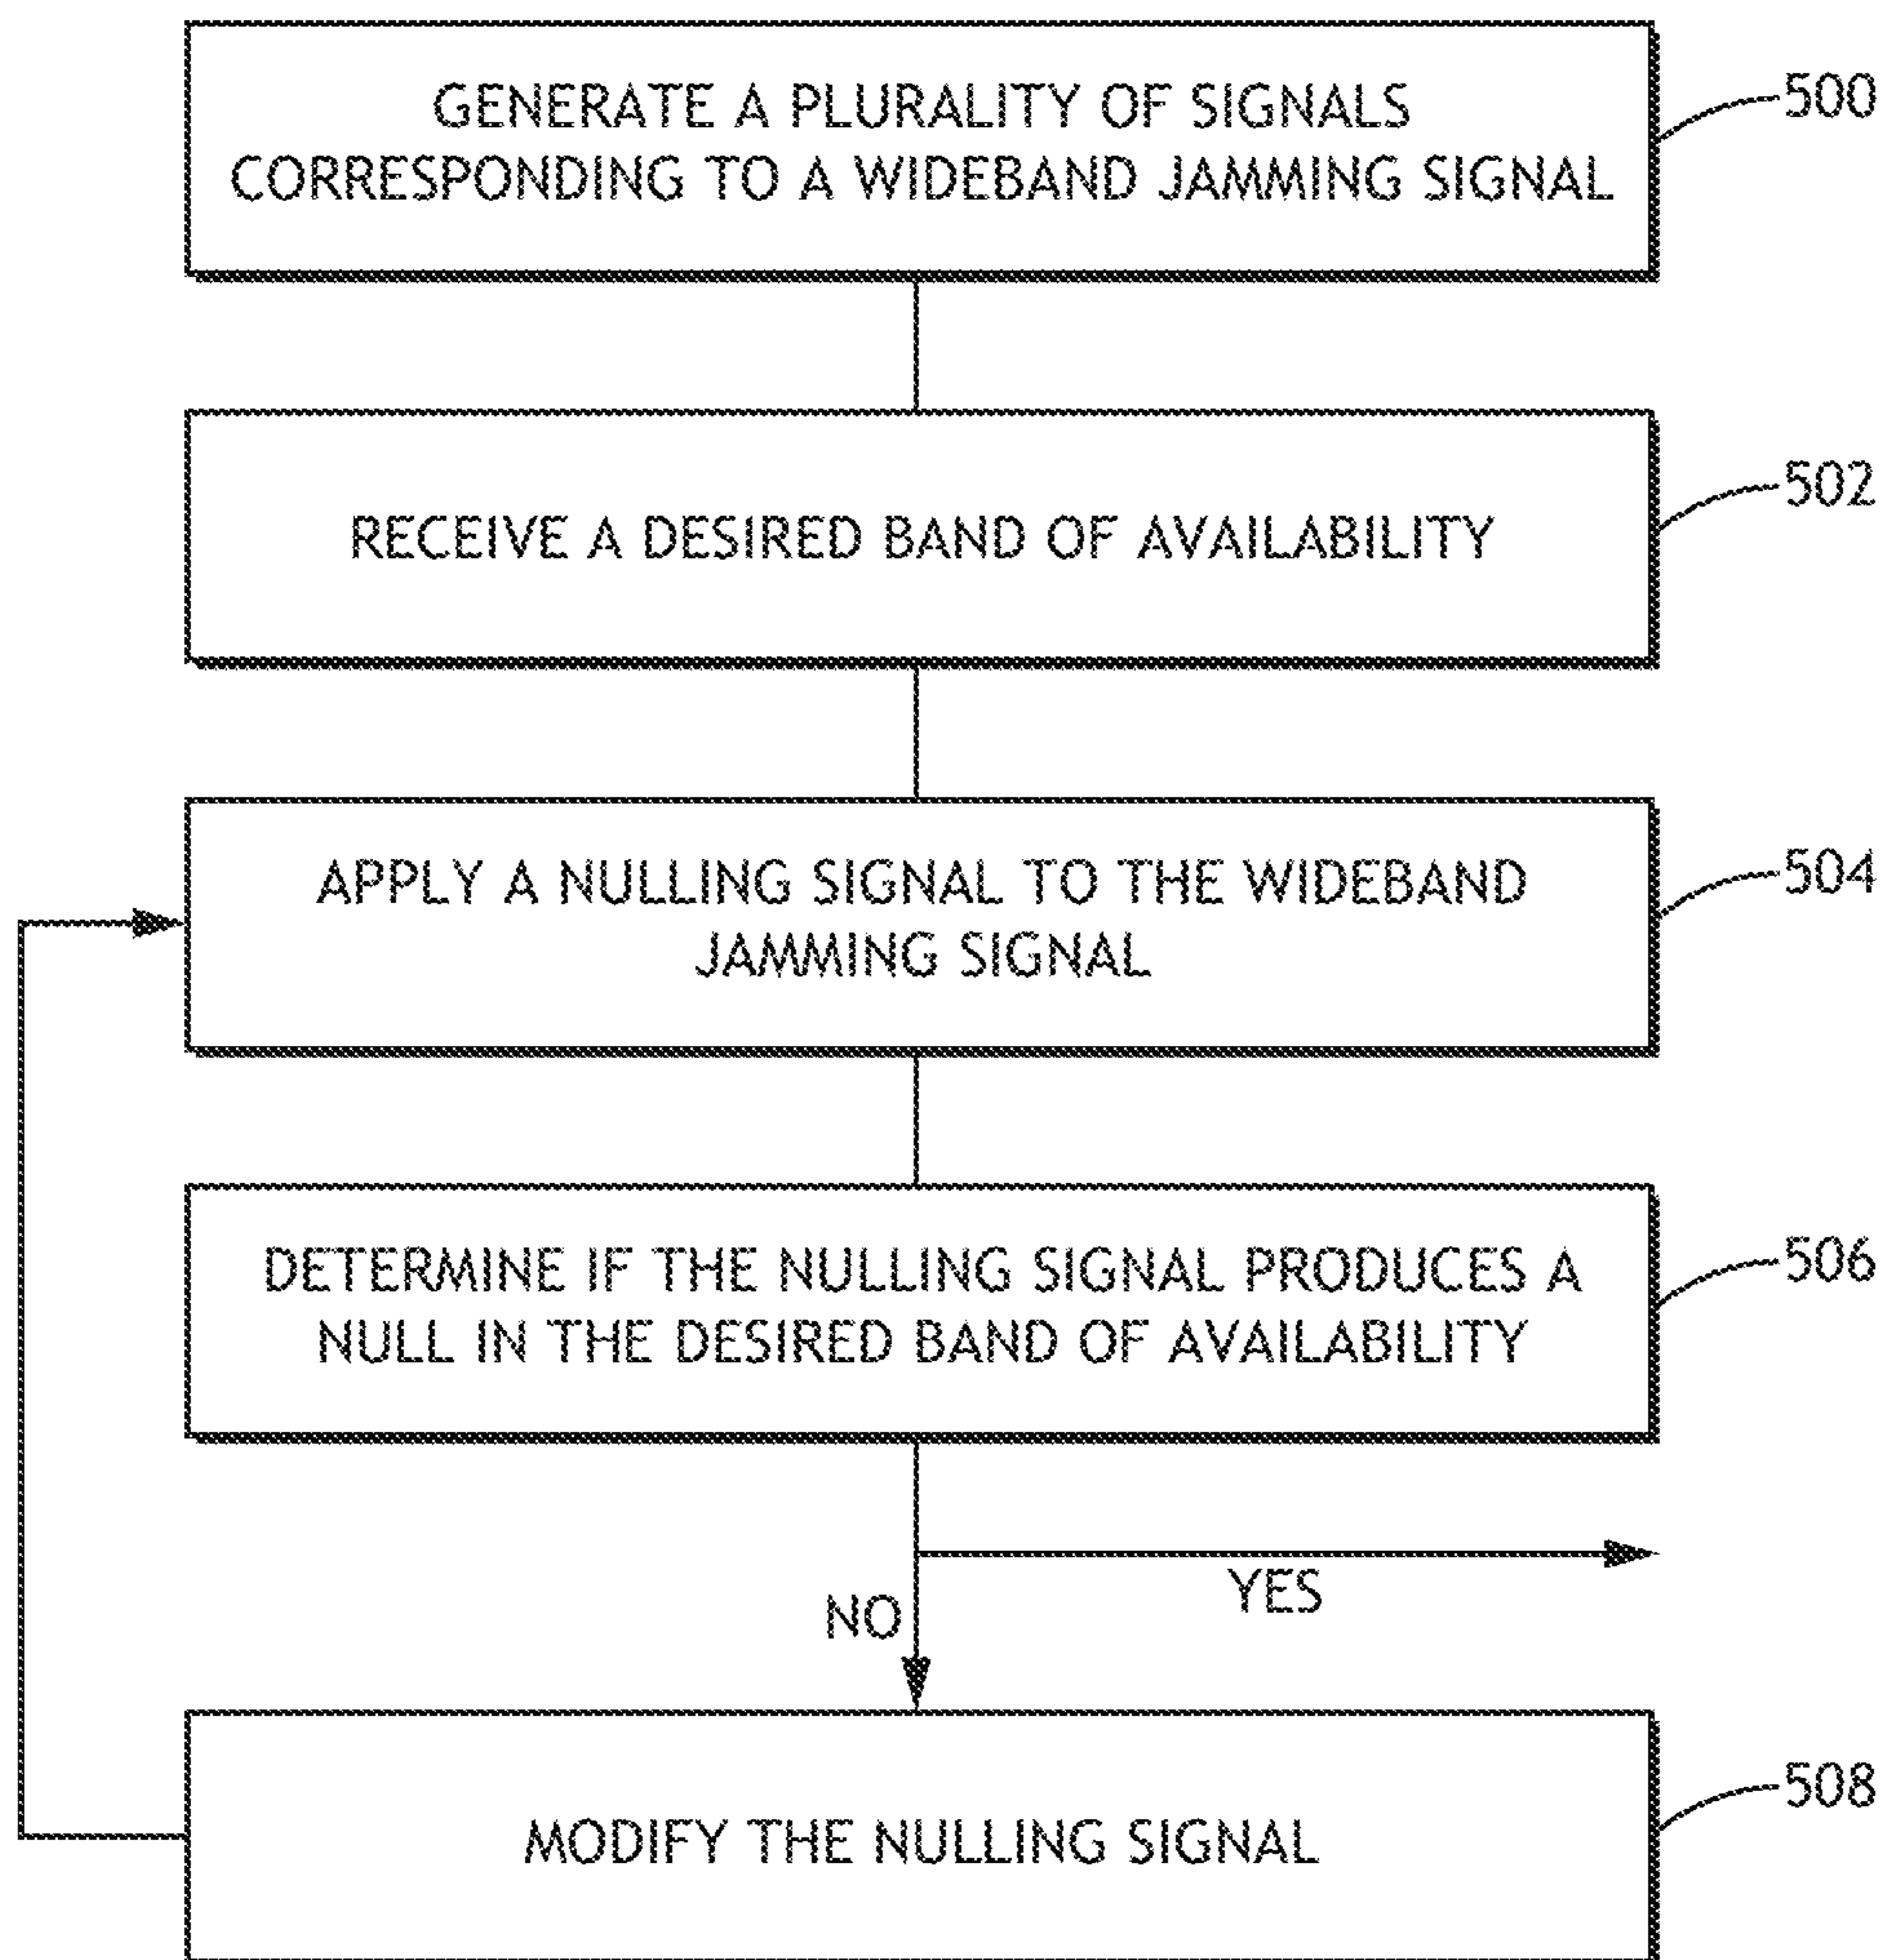 GENERATE A PLURALITY OF SIGNALS
CORRESPONDING TO A WIDEBAND JAMMING SIGNAL
500
RECEIVE A DESIRED BAND OF AVAILABILITY
502
APPLY A NULLING SIGNAL TO THE WIDEBAND
JAMMING SIGNAL
504
DETERMINE IF THE NULLING SIGNAL PRODUCES A
NULL IN THE DESIRED BAND OF AVAILABILITY
506
YES
NO
MODIFY THE NULLING SIGNAL
508